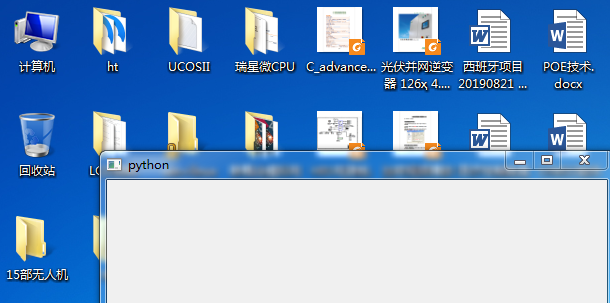 计算机
ht
UCOSII
瑞星微CPU
C_advance...
光伏并网逆变
器 126x 4....
西班牙项目
20190821 ...
POE技术.
docx
回收站
python
15部无人机